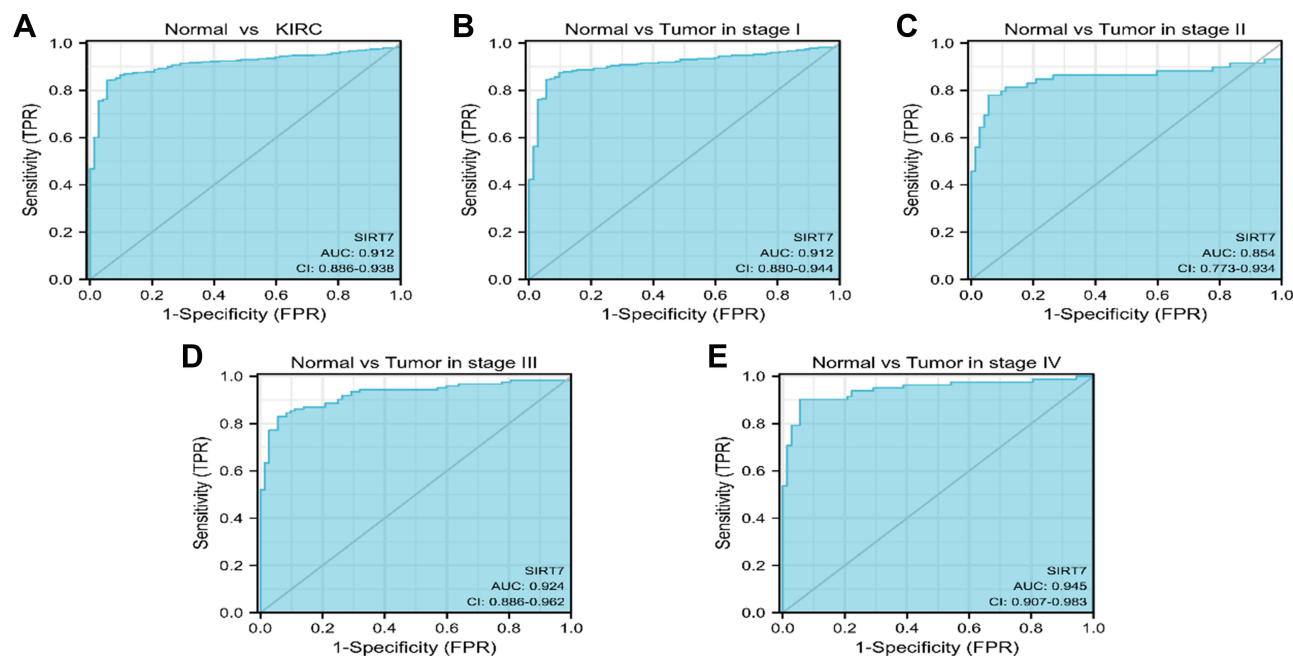 A
Normal vs KIRC
Sensitivity (TPR)
1.0
0.8
0.6
0.4
0.2
0.0
SIRT7
AUC: 0.912
CI: 0.886-0.938
0.0 0.2 0.4 0.6 0.8 1.0
1-Specificity (FPR)
B
Normal vs Tumor in stage I
Sensitivity (TPR)
1.0
0.8
0.6
0.4
0.2
0.0
SIRT7
AUC: 0.912
CI: 0.880-0.944
0.0 0.2 0.4 0.6 0.8 1.0
1-Specificity (FPR)
C
Normal vs Tumor in stage II
Sensitivity (TPR)
1.0
0.8
0.6
0.4
0.2
0.0
SIRT7
AUC: 0.854
CI: 0.773-0.934
0.0 0.2 0.4 0.6 0.8 1.0
1-Specificity (FPR)
D
Normal vs Tumor in stage III
Sensitivity (TPR)
1.0
0.8
0.6
0.4
0.2
0.0
SIRT7
AUC: 0.924
CI: 0.886-0.962
0.0 0.2 0.4 0.6 0.8 1.0
1-Specificity (FPR)
E
Normal vs Tumor in stage IV
Sensitivity (TPR)
1.0
0.8
0.6
0.4
0.2
0.0
SIRT7
AUC: 0.945
CI: 0.907-0.983
0.0 0.2 0.4 0.6 0.8 1.0
1-Specificity (FPR)